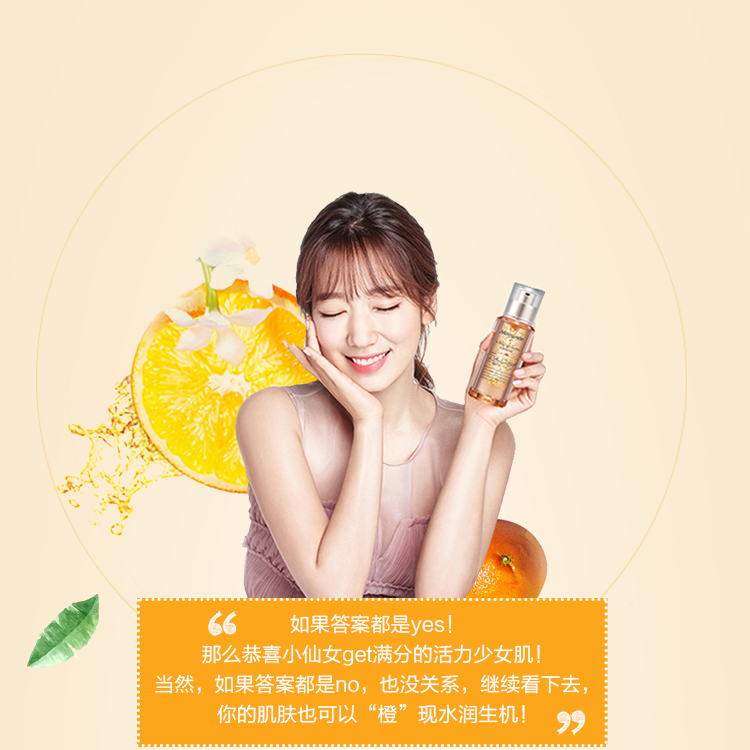 如果答案都是yes!
那么恭喜小仙女get满分的活力少女肌!
当然，如果答案都是no，也没关系，继续看下去，
你的肌肤也可以“橙”现水润生机!